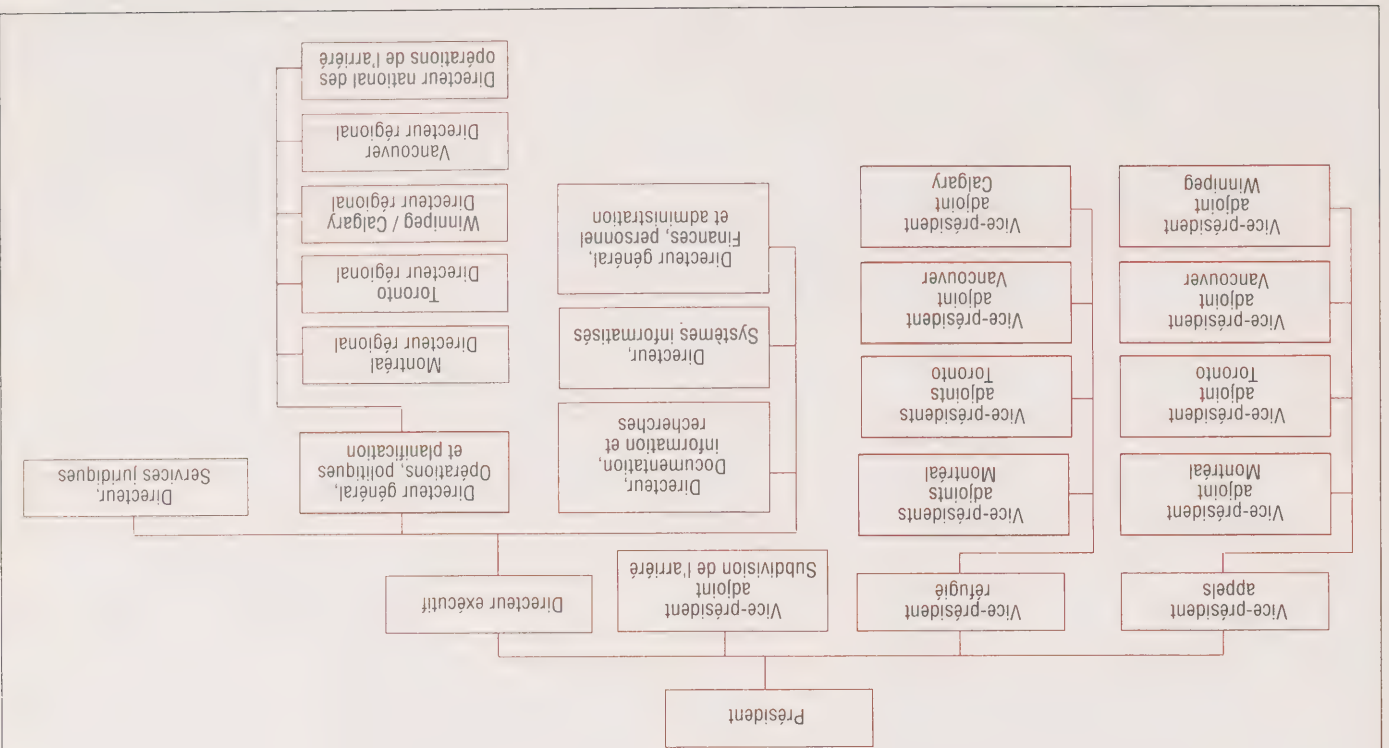 Président
Vice-président
appels
Vice-président
réfugié
Vice-président
adjoint
Subdivision de l'arriéré
Directeur exécutif
Vice-président
adjoint
Montréal
Vice-président
adjoint
Toronto
Vice-président
adjoint
Vancouver
Vice-président
adjoint
Winnipeg
Vice-présidents
adjoints
Montréal
Vice-présidents
adjoints
Toronto
Vice-président
adjoint
Vancouver
Vice-président
adjoint
Calgary
Directeur,
Documentation,
information et
recherches
Directeur,
Systèmes informatisés
Directeur général,
Finances, personnel
et administration
Directeur général,
Opérations, politiques
et planification
Montréal
Directeur régional
Toronto
Directeur régional
Winnipeg / Calgary
Directeur régional
Vancouver
Directeur régional
Directeur national des
opérations de l'arriéré
Directeur,
Services juridiques